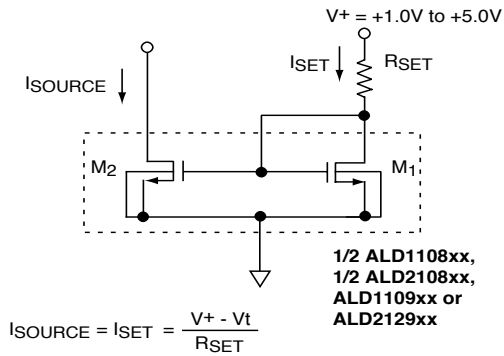 V+ = +1.0V to +5.0V
ISET
RSET
ISOURCE
M2
M1
1/2 ALD1108xx,
1/2 ALD2108xx,
ALD1109xx or
ALD2129xx
ISOURCE = ISET = V+ - Vt
RSET